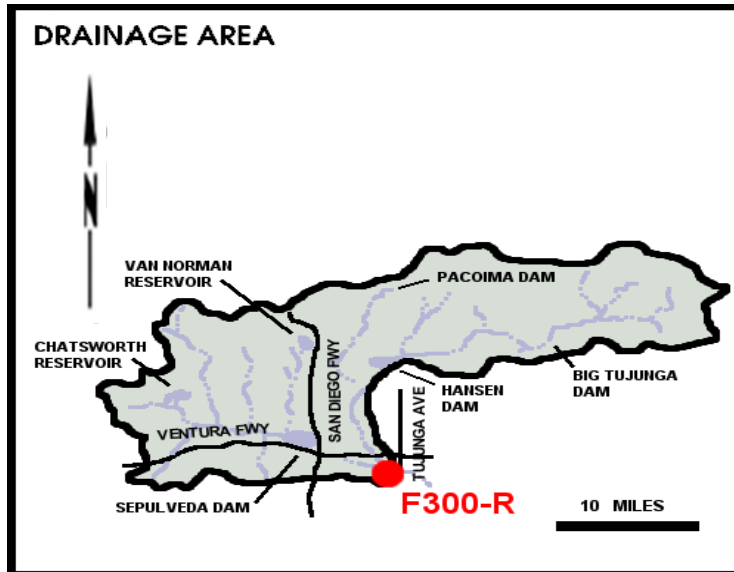 DRAINAGE AREA
N
VAN NORMAN
RESERVOIR
PACOIMA DAM
CHATSWORTH
RESERVOIR
SAN DIEGO FWY
HANSEN
DAM
BIG TUJUNGA
DAM
TUJUNGA AVE
VENTURA FWY
SEPULVEDA DAM
F300-R
10 MILES